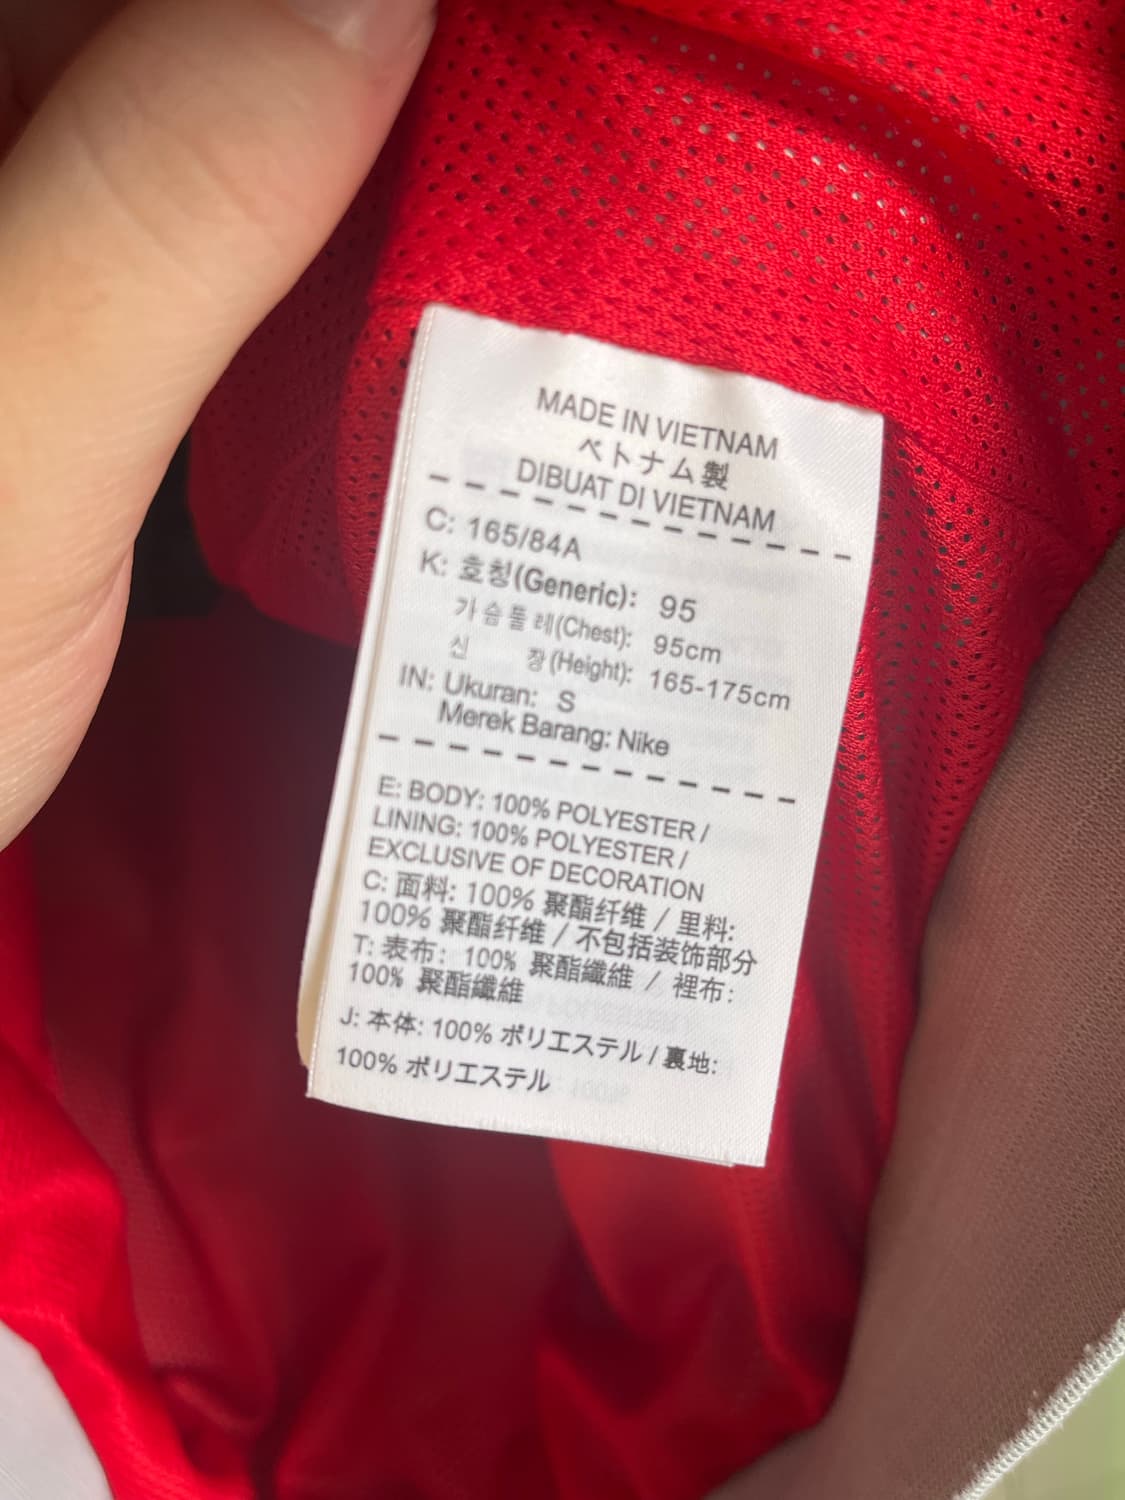 MADE IN VIETNAM
ベトナム製
DIBUAT DI VIETNAM
C: 165/84A
K: 호칭(Generic): 95
가슴둘레(Chest): 95cm
신 장(Height): 165-175cm
IN: Ukuran: S
Merek Barang: Nike
E: BODY: 100% POLYESTER /
LINING: 100% POLYESTER /
EXCLUSIVE OF DECORATION
C: 面料: 100% 聚酯纤维 / 里料:
100% 聚酯纤维 / 不包括装饰部分
T: 表布: 100% 聚酯纖維 / 裡布:
100% 聚酯纖維
J: 本体: 100% ポリエステル / 裏地:
100% ポリエステル